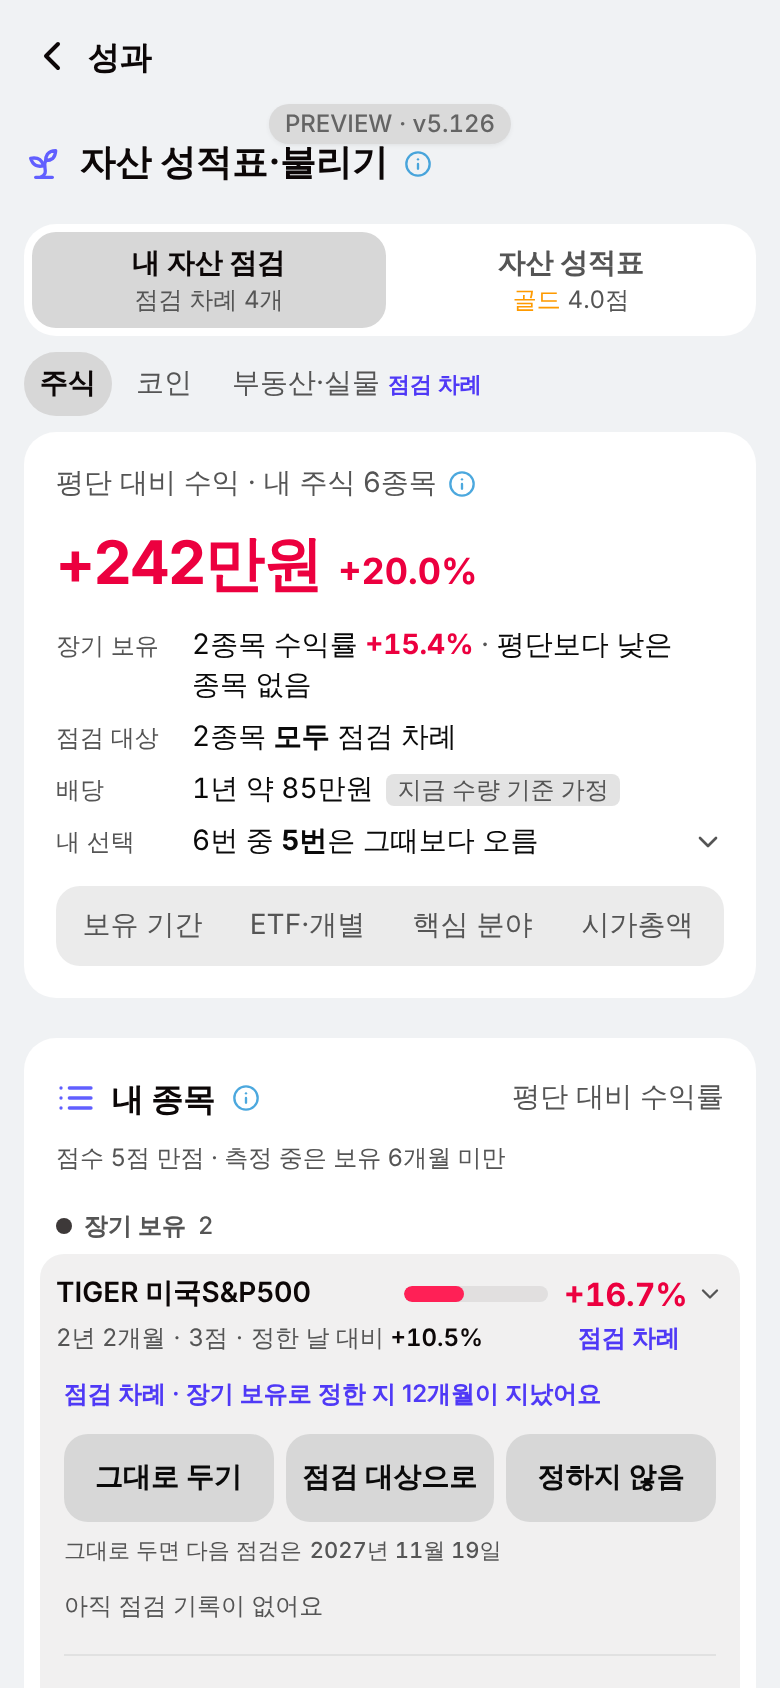 성과
PREVIEW · v5.126
자산 성적표·불리기
내 자산 점검
점검 차례 4개
자산 성적표
골드 4.0점
주식 코인 부동산·실물 점검 차례
평단 대비 수익 · 내 주식 6종목
+242만원 +20.0%
장기 보유 2종목 수익률 +15.4% · 평단보다 낮은
종목 없음
점검 대상 2종목 모두 점검 차례
배당 1년 약 85만원 지금 수량 기준 가정
내 선택 6번 중 5번은 그때보다 오름
보유 기간 ETF·개별 핵심 분야 시가총액
내 종목 평단 대비 수익률
점수 5점 만점 · 측정 중은 보유 6개월 미만
장기 보유 2
TIGER 미국S&P500 +16.7%
2년 2개월 · 3점 · 정한 날 대비 +10.5% 점검 차례
점검 차례 · 장기 보유로 정한 지 12개월이 지났어요
그대로 두기 점검 대상으로 정하지 않음
그대로 두면 다음 점검은 2027년 11월 19일
아직 점검 기록이 없어요